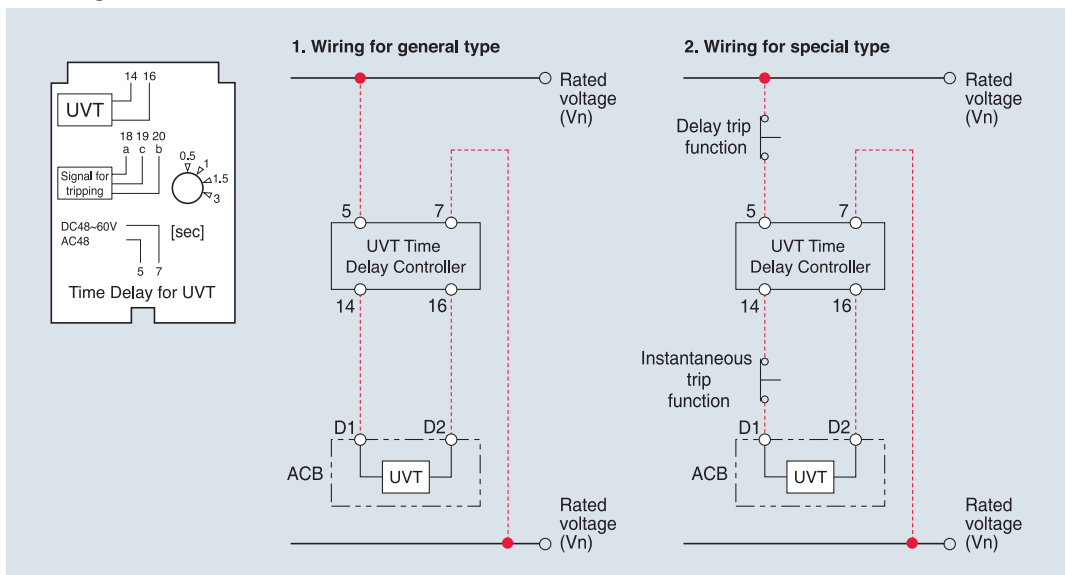 14 16
UVT
18 19 20
a c b
Signal for
tripping
0.5
1
1.5
3
DC48~60V
AC48
[sec]
5 7
Time Delay for UVT
1. Wiring for general type
Rated
voltage
(Vn)
5 7
UVT Time
Delay Controller
14 16
D1 D2
ACB
UVT
Rated
voltage
(Vn)
2. Wiring for special type
Rated
voltage
(Vn)
Delay trip
function
5 7
UVT Time
Delay Controller
14 16
Instantaneous
trip
function
D1 D2
ACB
UVT
Rated
voltage
(Vn)